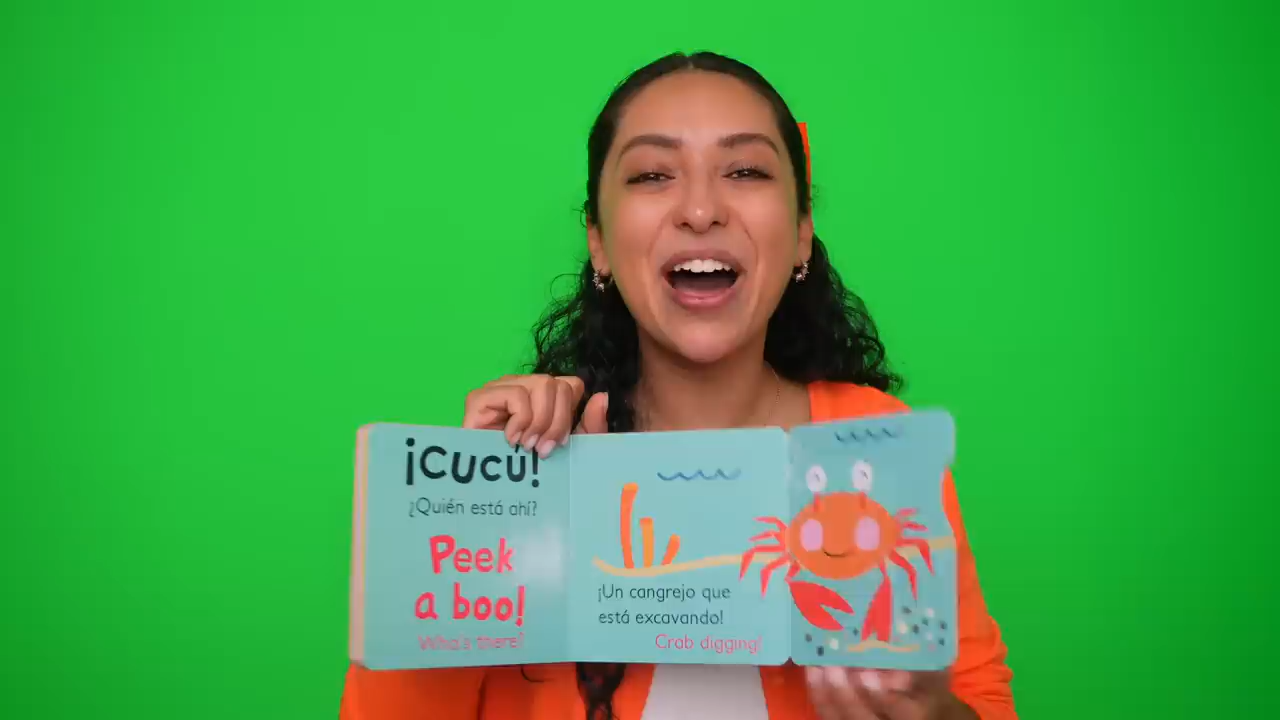 ¡Cucú!
¿Quién está ahí?
Peek
a boo!
Who's there?
¡Un cangrejo que
está excavando!
Crab digging!